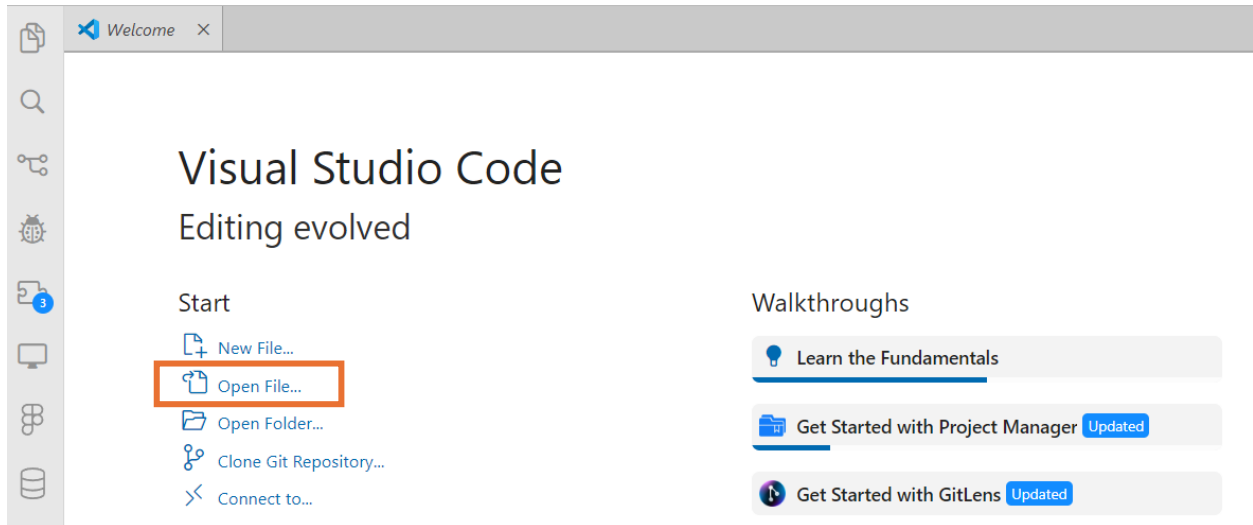 Welcome
Visual Studio Code
Editing evolved
Start
New File...
Open File...
Open Folder...
Clone Git Repository...
Connect to...
3
Walkthroughs
Learn the Fundamentals
Get Started with Project Manager Updated
Get Started with GitLens Updated